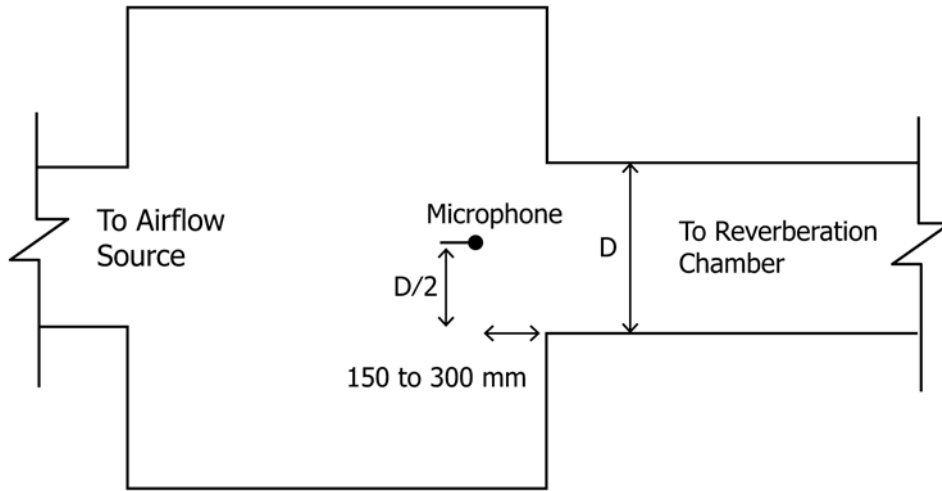 To Airflow
Source
Microphone
D/2
150 to 300 mm
D
To Reverberation
Chamber